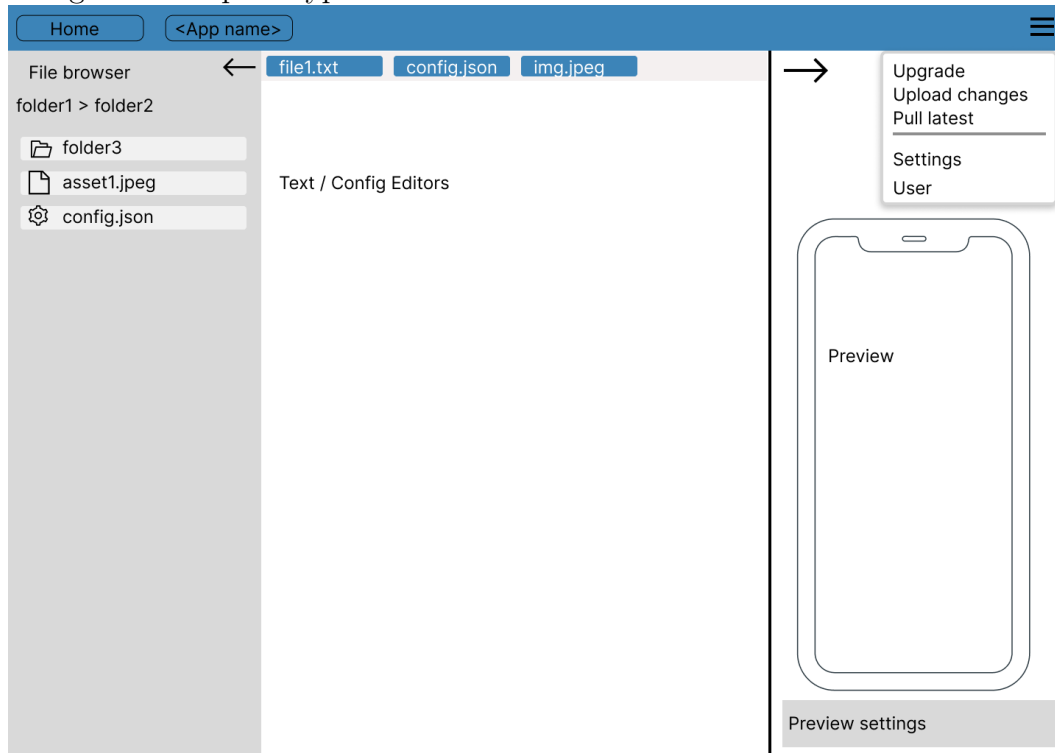 Home
<App name>
File browser
folder1 > folder2
folder3
asset1.jpeg
config.json
file1.txt
config.json
img.jpeg
Text / Config Editors
Upgrade
Upload changes
Pull latest
Settings
User
Preview
Preview settings